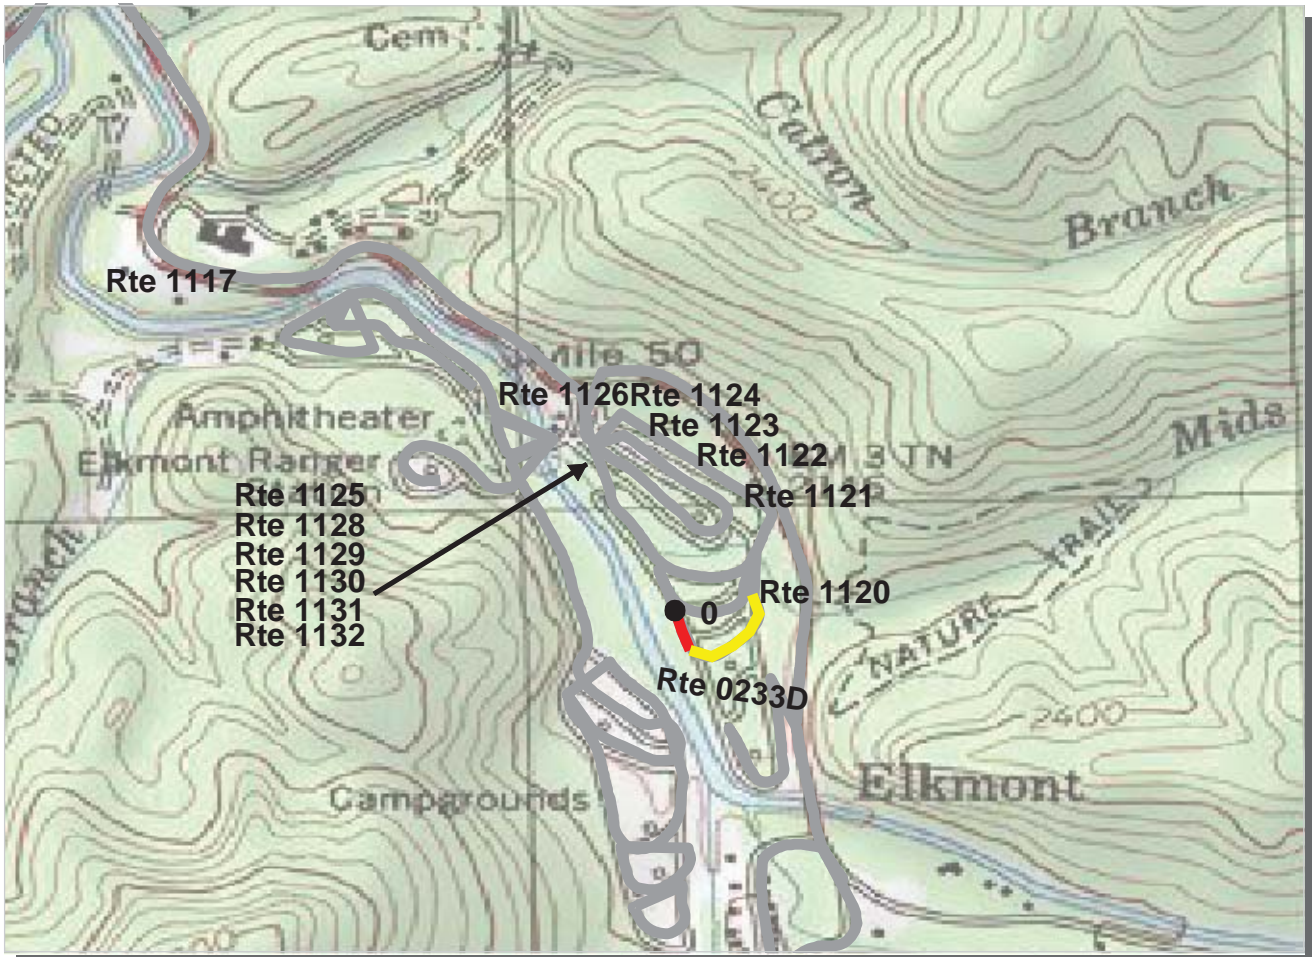 Cem
Catron
2400
Branch
Rte 1117
Mile 50
Rte 1126
Rte 1124
Rte 1123
Rte 1122
Rte 1121
Amphitheater
Elkmont Ranger
M 3 TN
Mids
Rte 1125
Rte 1128
Rte 1129
Rte 1130
Rte 1131
Rte 1132
TRAIL
Rte 1120
0
NATURE
Rte 0233D
2400
Elkmont
Campgrounds